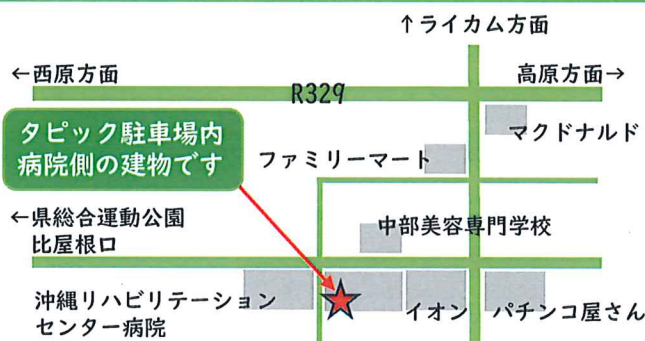 ↑ライカム方面
←西原方面
高原方面→
R329
マクドナルド
タピック駐車場内
病院側の建物です
ファミリーマート
←県総合運動公園
比屋根口
中部美容専門学校
沖縄リハビリテーション
センター病院
イオン
パチンコ屋さん